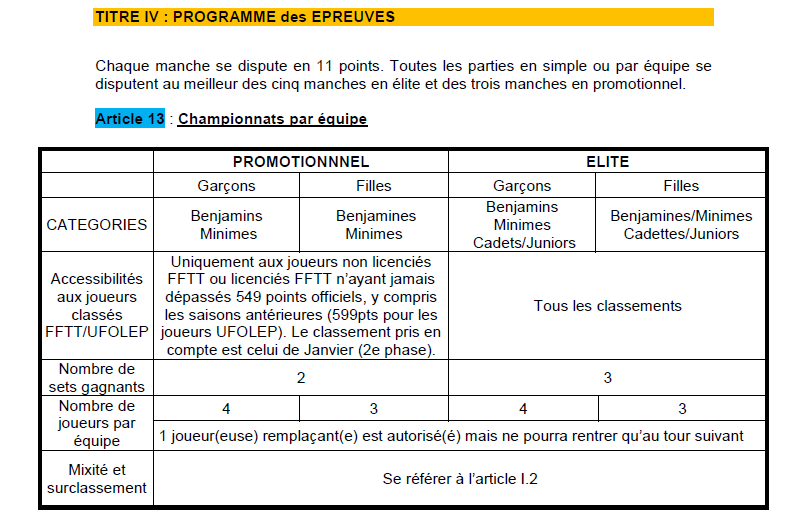 TITRE IV : PROGRAMME des EPREUVES
Chaque manche se dispute en 11 points. Toutes les parties en simple ou par équipe se
disputent au meilleur des cinq manches en élite et des trois manches en promotionnel.
Article 13 : Championnats par équipe
PROMOTIONNNEL ELITE
Garçons Filles Garçons Filles
CATEGORIES
Benjamins
Minimes
Benjamines
Minimes
Benjamins
Minimes
Cadets/Juniors
Benjamines/Minimes
Cadettes/Juniors
Accessibilités
aux joueurs
classés
FFTT/UFOLEP
Uniquement aux joueurs non licenciés
FFTT ou licenciés FFTT n'ayant jamais
dépassés 549 points officiels, y compris
les saisons antérieures (599pts pour les
joueurs UFOLEP). Le classement pris en
compte est celui de Janvier (2e phase).
Tous les classements
Nombre de
sets gagnants
2 3
Nombre de
joueurs par
équipe
4 3 4 3
1 joueur(euse) remplaçant(e) est autorisé(é) mais ne pourra rentrer qu'au tour suivant
Mixité et
surclassement
Se référer à l'article I.2